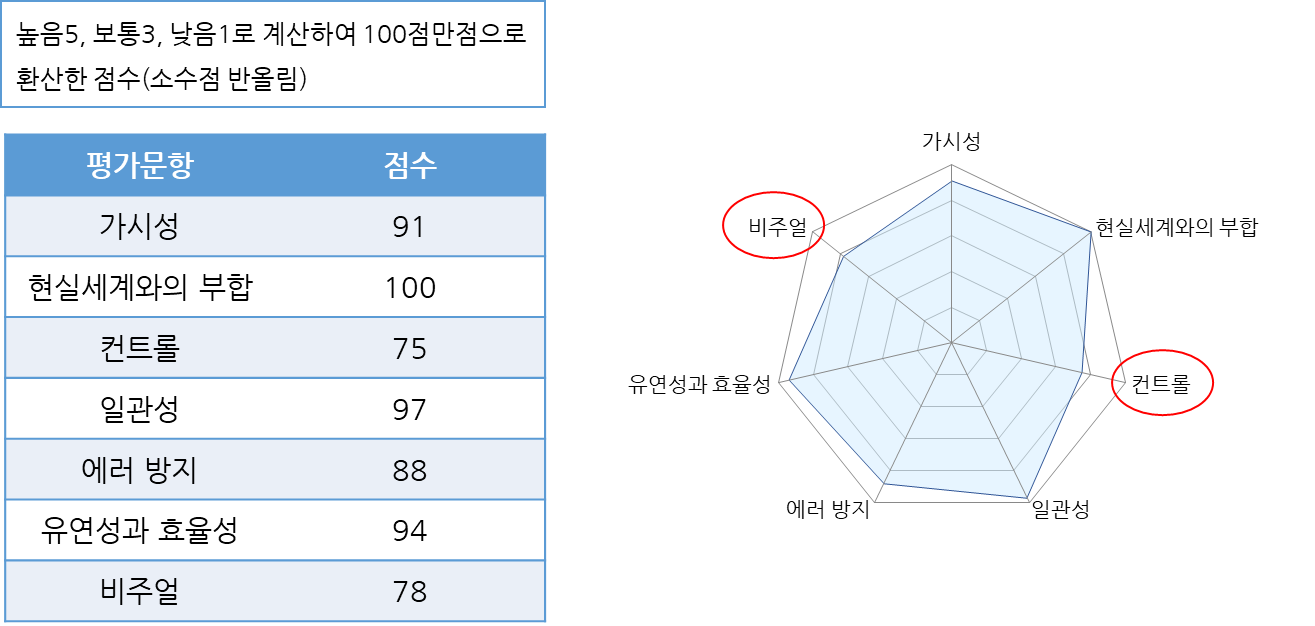 높음5, 보통3, 낮음1로 계산하여 100점만점으로
환산한 점수(소수점 반올림)
평가문항 점수
가시성 91
현실세계와의 부합 100
컨트롤 75
일관성 97
에러 방지 88
유연성과 효율성 94
비주얼 78
가시성
비주얼
현실세계와의 부합
유연성과 효율성
컨트롤
에러 방지
일관성